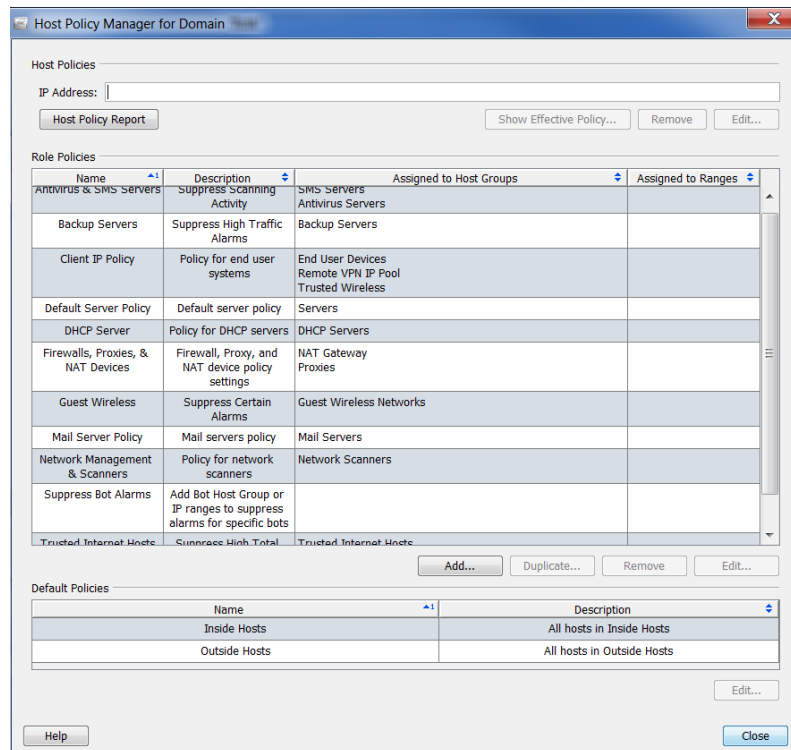 Host Policy Manager for Domain
Host Policies
IP Address:
Host Policy Report
Show Effective Policy...
Remove
Edit...
Role Policies
Name 1 Description Assigned to Host Groups Assigned to Ranges
Antivirus & SMS Servers
Suppress Scanning
Activity
SMS Servers
Antivirus Servers
Backup Servers
Suppress High Traffic
Alarms
Backup Servers
Client IP Policy
Policy for end user
systems
End User Devices
Remote VPN IP Pool
Trusted Wireless
Default Server Policy
Default server policy
Servers
DHCP Server
Policy for DHCP servers
DHCP Servers
Firewalls, Proxies, &
NAT Devices
Firewall, Proxy, and
NAT device policy
settings
NAT Gateway
Proxies
Guest Wireless
Suppress Certain
Alarms
Guest Wireless Networks
Mail Server Policy
Mail servers policy
Mail Servers
Network Management
& Scanners
Policy for network
scanners
Network Scanners
Suppress Bot Alarms
Add Bot Host Group or
IP ranges to suppress
alarms for specific bots
Trusted Internet Hosts
Suppress High Total
Trusted Internet Hosts
Add...
Duplicate...
Remove
Edit...
Default Policies
Name 1 Description
Inside Hosts
All hosts in Inside Hosts
Outside Hosts
All hosts in Outside Hosts
Edit...
Help
Close